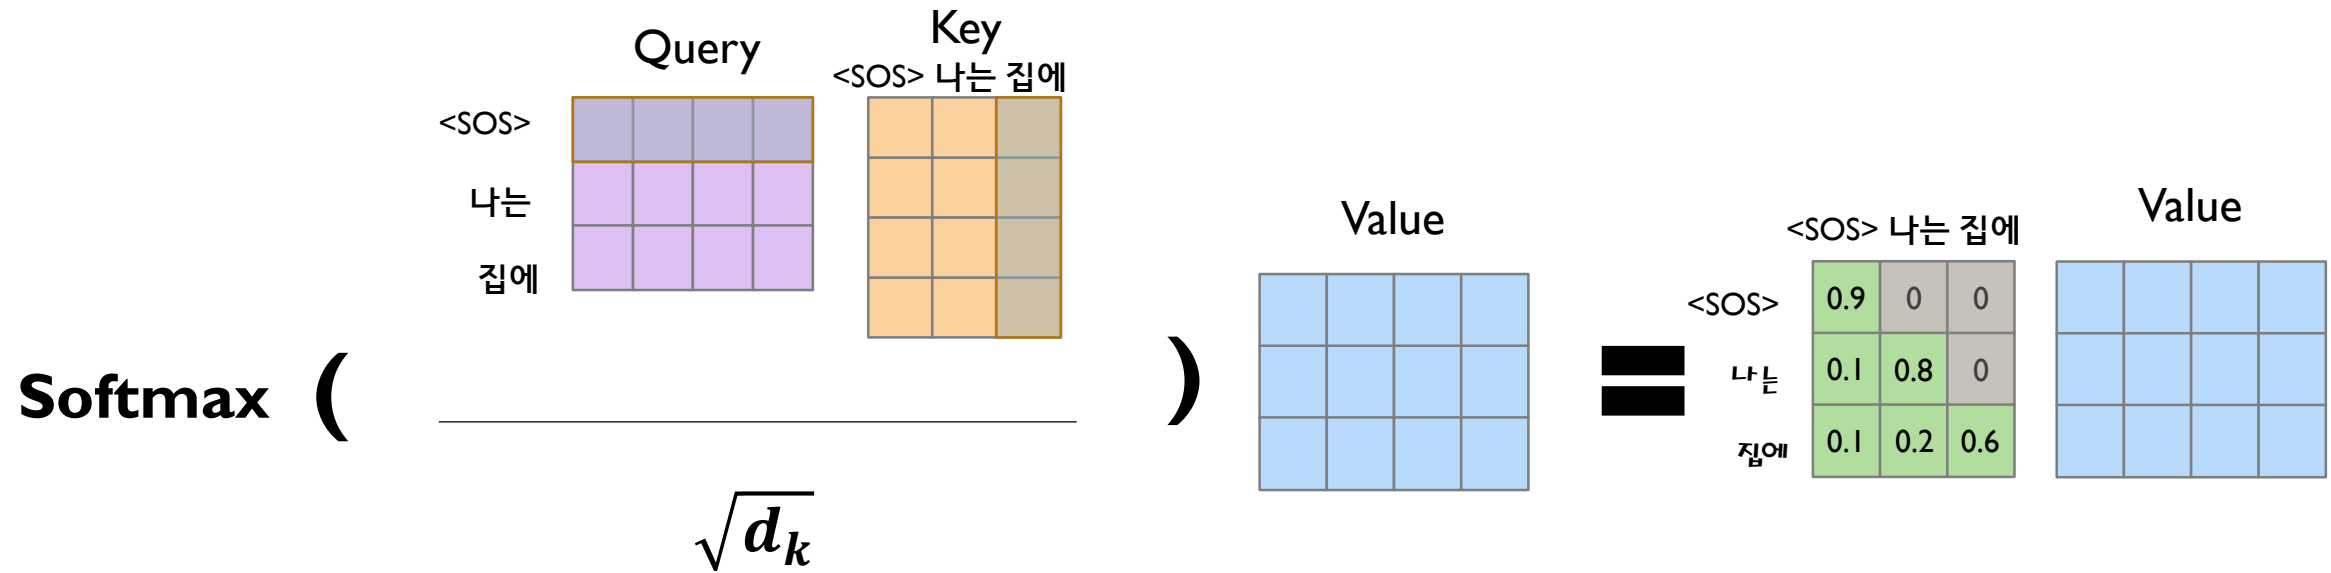 Query
Key
<SOS> 나는 집에
<SOS>
나는
집에
Softmax ( )
√d_k
Value
=
<SOS> 나는 집에
<SOS> 0.9 0 0
나는 0.1 0.8 0
집에 0.1 0.2 0.6
Value